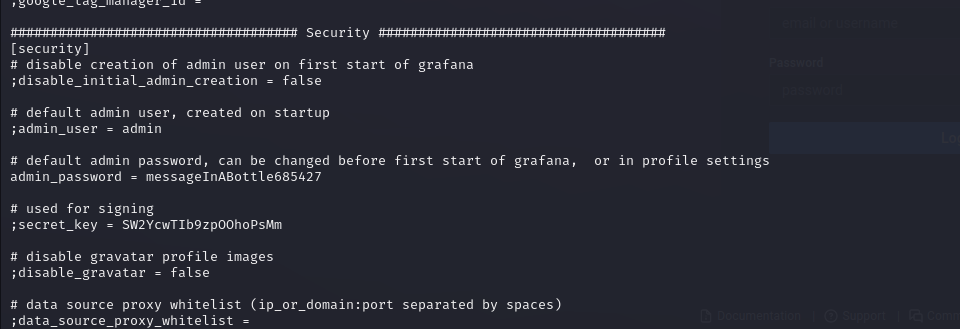 ;google_tag_manager_id =
#################################### Security ####################################
[security]
# disable creation of admin user on first start of grafana
;disable_initial_admin_creation = false
# default admin user, created on startup
;admin_user = admin
# default admin password, can be changed before first start of grafana,  or in profile settings
admin_password = messageInABottle685427
# used for signing
;secret_key = SW2YcwTIb9zpOOhoPsMm
# disable gravatar profile images
;disable_gravatar = false
# data source proxy whitelist (ip_or_domain:port separated by spaces)
;data_source_proxy_whitelist =
email or username
Password
password
Documentation | Support |